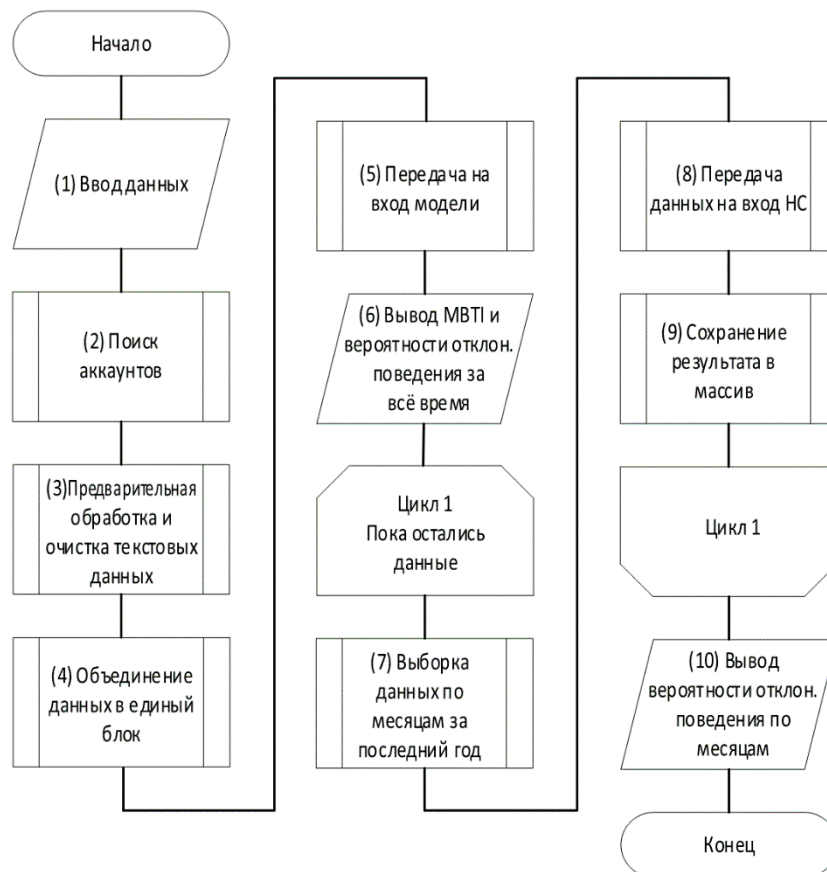 Начало
(1) Ввод данных
(2) Поиск
аккаунтов
(3)Предварительная
обработка и
очистка текстовых
данных
(4) Объединение
данных в единый
блок
(5) Передача на
вход модели
(6) Вывод MBTI и
вероятности отклон.
поведения за
всё время
Цикл 1
Пока остались
данные
(7) Выборка
данных по
месяцам за
последний год
(8) Передача
данных на вход НС
(9) Сохранение
результата в
массив
Цикл 1
(10) Вывод
вероятности отклон.
поведения по
месяцам
Конец